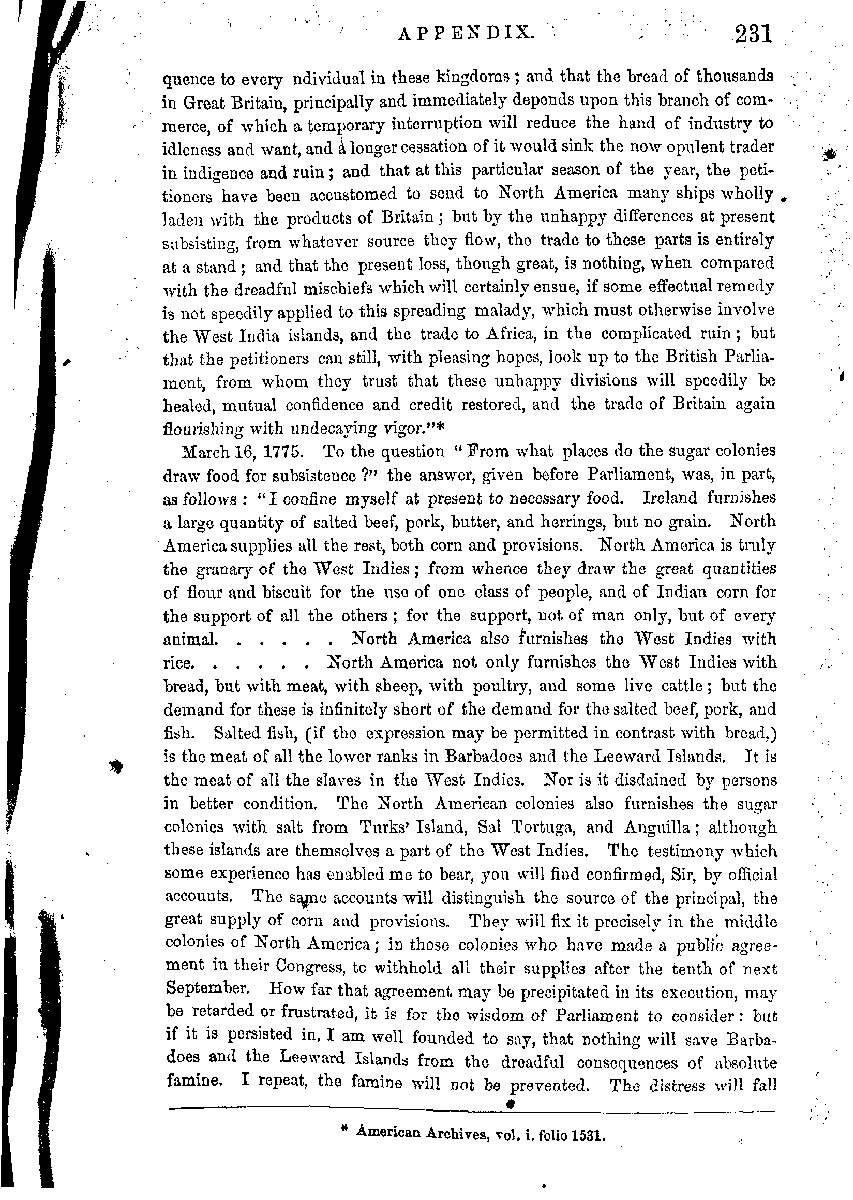 APPENDIX. 231
quence to every ndividual in these kingdoms; and that the bread of thousands
in Great Britain, principally and immediately depends upon this branch of com-
merce, of which a temporary interruption will reduce the hand of industry to
idleness and want, and a longer cessation of it would sink the now opulent trader
in indigence and ruin; and that at this particular season of the year, the peti-
tioners have been accustomed to send to North America many ships wholly
laden with the products of Britain; but by the unhappy differences at present
subsisting, from whatever source they flow, the trade to these parts is entirely
at a stand; and that the present loss, though great, is nothing, when compared
with the dreadful mischiefs which will certainly ensue, if some effectual remedy
is not speedily applied to this spreading malady, which must otherwise involve
the West India islands, and the trade to Africa, in the complicated ruin; but
that the petitioners can still, with pleasing hopes, look up to the British Parlia-
ment, from whom they trust that these unhappy divisions will speedily be
healed, mutual confidence and credit restored, and the trade of Britain again
flourishing with undecaying vigor."*
March 16, 1775. To the question "From what places do the sugar colonies
draw food for subsistence?" the answer, given before Parliament, was, in part,
as follows: "I confine myself at present to necessary food. Ireland furnishes
a large quantity of salted beef, pork, butter, and herrings, but no grain. North
America supplies all the rest, both corn and provisions. North America is truly
the granary of the West Indies; from whence they draw the great quantities
of flour and biscuit for the use of one class of people, and of Indian corn for
the support of all the others; for the support, not of man only, but of every
animal. . . . . . North America also furnishes the West Indies with
rice. . . . . . North America not only furnishes the West Indies with
bread, but with meat, with sheep, with poultry, and some live cattle; but the
demand for these is infinitely short of the demand for the salted beef, pork, and
fish. Salted fish, (if the expression may be permitted in contrast with bread,)
is the meat of all the lower ranks in Barbadoes and the Leeward Islands. It is
the meat of all the slaves in the West Indies. Nor is it disdained by persons
in better condition. The North American colonies also furnishes the sugar
colonies with salt from Turks' Island, Sal Tortuga, and Anguilla; although
these islands are themselves a part of the West Indies. The testimony which
some experience has enabled me to bear, you will find confirmed, Sir, by official
accounts. The same accounts will distinguish the source of the principal, the
great supply of corn and provisions. They will fix it precisely in the middle
colonies of North America; in those colonies who have made a public agree-
ment in their Congress, to withhold all their supplies after the tenth of next
September. How far that agreement may be precipitated in its execution, may
be retarded or frustrated, it is for the wisdom of Parliament to consider: but
if it is persisted in, I am well founded to say, that nothing will save Barba-
does and the Leeward Islands from the dreadful consequences of absolute
famine. I repeat, the famine will not be prevented. The distress will fall
* American Archives, vol. i. folio 1531.